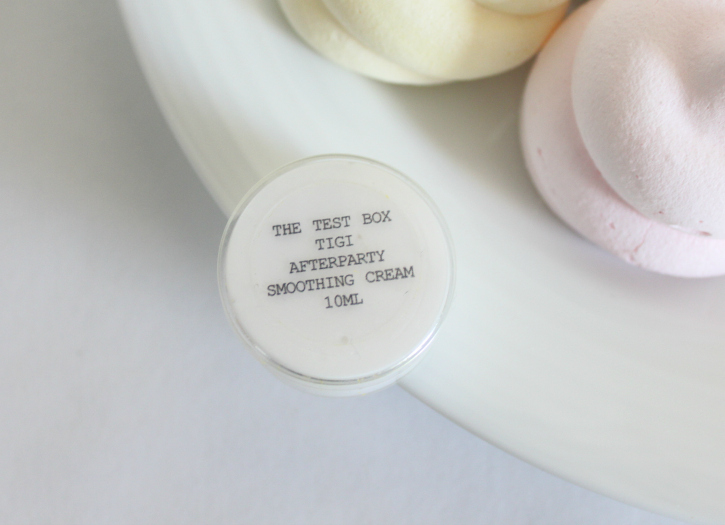 THE TEST BOX
TIGI
AFTERPARTY
SMOOTHING CREAM
10ML